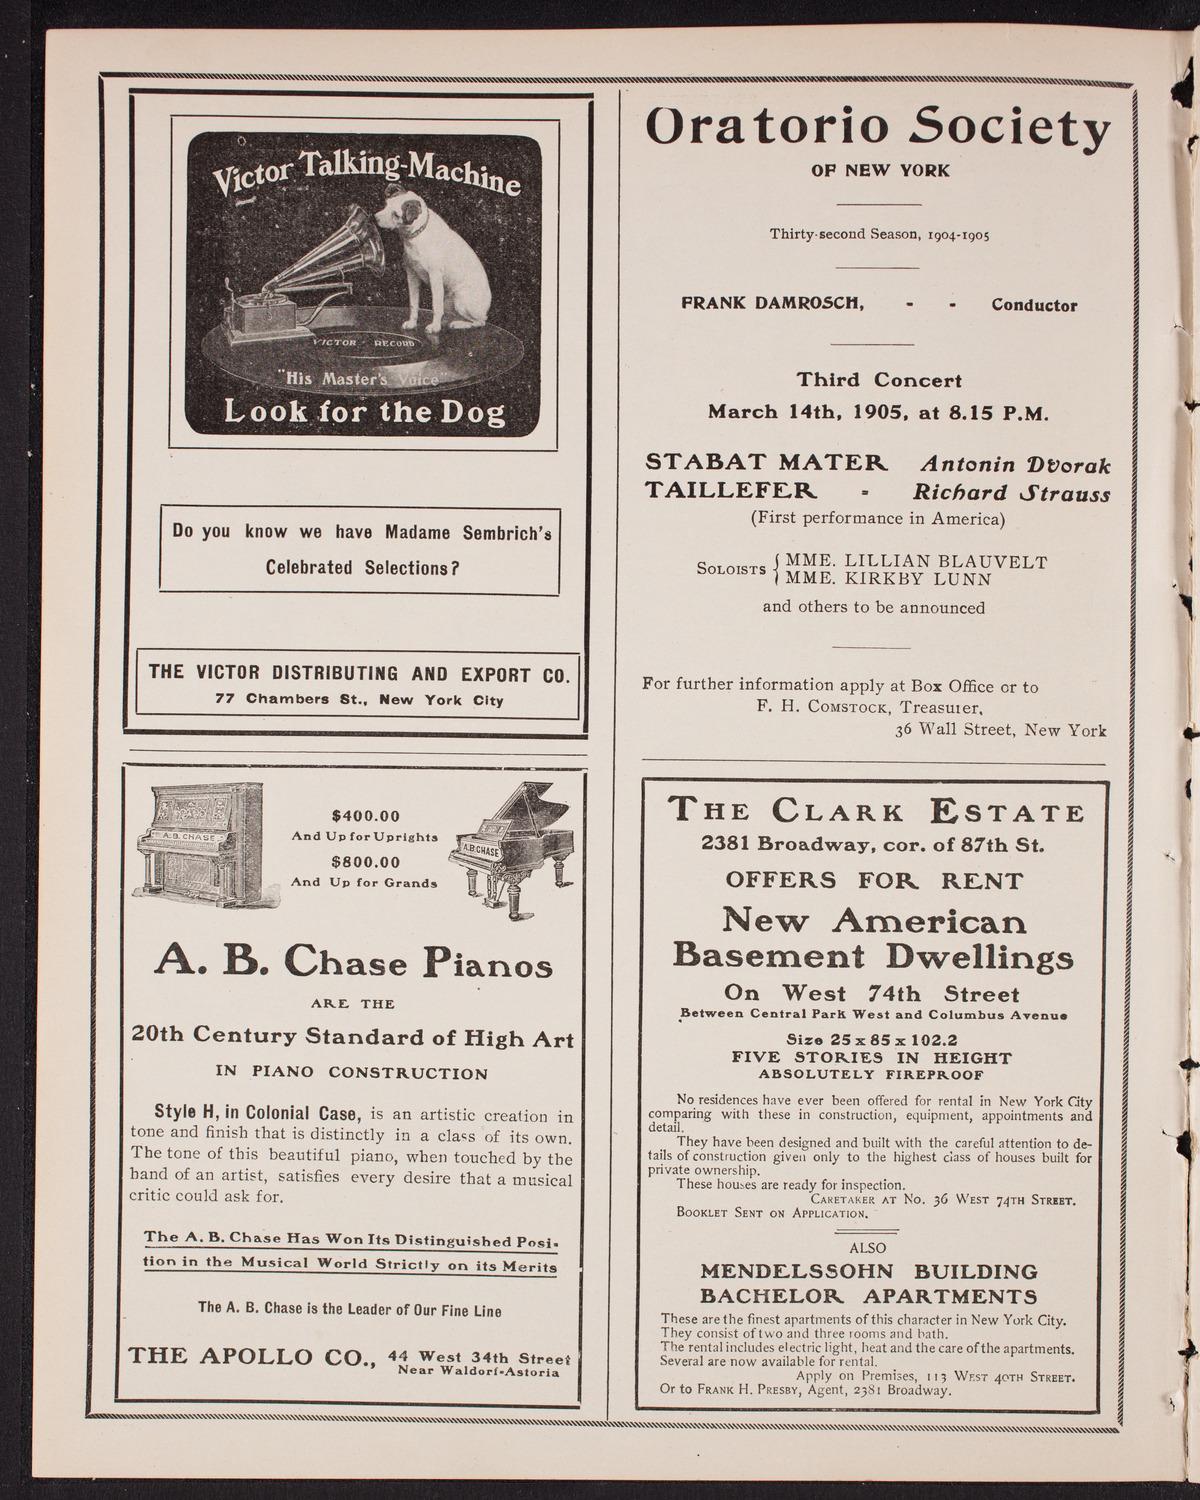 Victor Talking-Machine
VICTOR RECORD
"His Master's Voice"
Look for the Dog
Do you know we have Madame Sembrich's
Celebrated Selections?
THE VICTOR DISTRIBUTING AND EXPORT CO.
77 Chambers St., New York City
A. B. CHASE
$400.00
And Up for Uprights
$800.00
And Up for Grands
A.B.CHASE
A. B. Chase Pianos
ARE THE
20th Century Standard of High Art
IN PIANO CONSTRUCTION
Style H, in Colonial Case, is an artistic creation in
tone and finish that is distinctly in a class of its own.
The tone of this beautiful piano, when touched by the
hand of an artist, satisfies every desire that a musical
critic could ask for.
The A. B. Chase Has Won Its Distinguished Posi-
tion in the Musical World Strictly on its Merits
The A. B. Chase is the Leader of Our Fine Line
THE APOLLO CO., 44 West 34th Street
Near Waldorf-Astoria
Oratorio Society
OF NEW YORK
Thirty-second Season, 1904-1905
FRANK DAMROSCH, - - Conductor
Third Concert
March 14th, 1905, at 8.15 P.M.
STABAT MATER Antonin Dvorak
TAILLEFER - Richard Strauss
(First performance in America)
SOLOISTS { MME. LILLIAN BLAUVELT
MME. KIRKBY LUNN
and others to be announced
For further information apply at Box Office or to
F. H. COMSTOCK, Treasurer,
36 Wall Street, New York
THE CLARK ESTATE
2381 Broadway, cor. of 87th St.
OFFERS FOR RENT
New American
Basement Dwellings
On West 74th Street
Between Central Park West and Columbus Avenue
Size 25 x 85 x 102.2
FIVE STORIES IN HEIGHT
ABSOLUTELY FIREPROOF
No residences have ever been offered for rental in New York City
comparing with these in construction, equipment, appointments and
detail.
They have been designed and built with the careful attention to de-
tails of construction given only to the highest class of houses built for
private ownership.
These houses are ready for inspection.
CARETAKER AT NO. 36 WEST 74TH STREET.
BOOKLET SENT ON APPLICATION.
ALSO
MENDELSSOHN BUILDING
BACHELOR APARTMENTS
These are the finest apartments of this character in New York City.
They consist of two and three rooms and bath.
The rental includes electric light, heat and the care of the apartments.
Several are now available for rental.
Apply on Premises, 113 WEST 40TH STREET.
Or to FRANK H. PRESBY, Agent, 2381 Broadway.